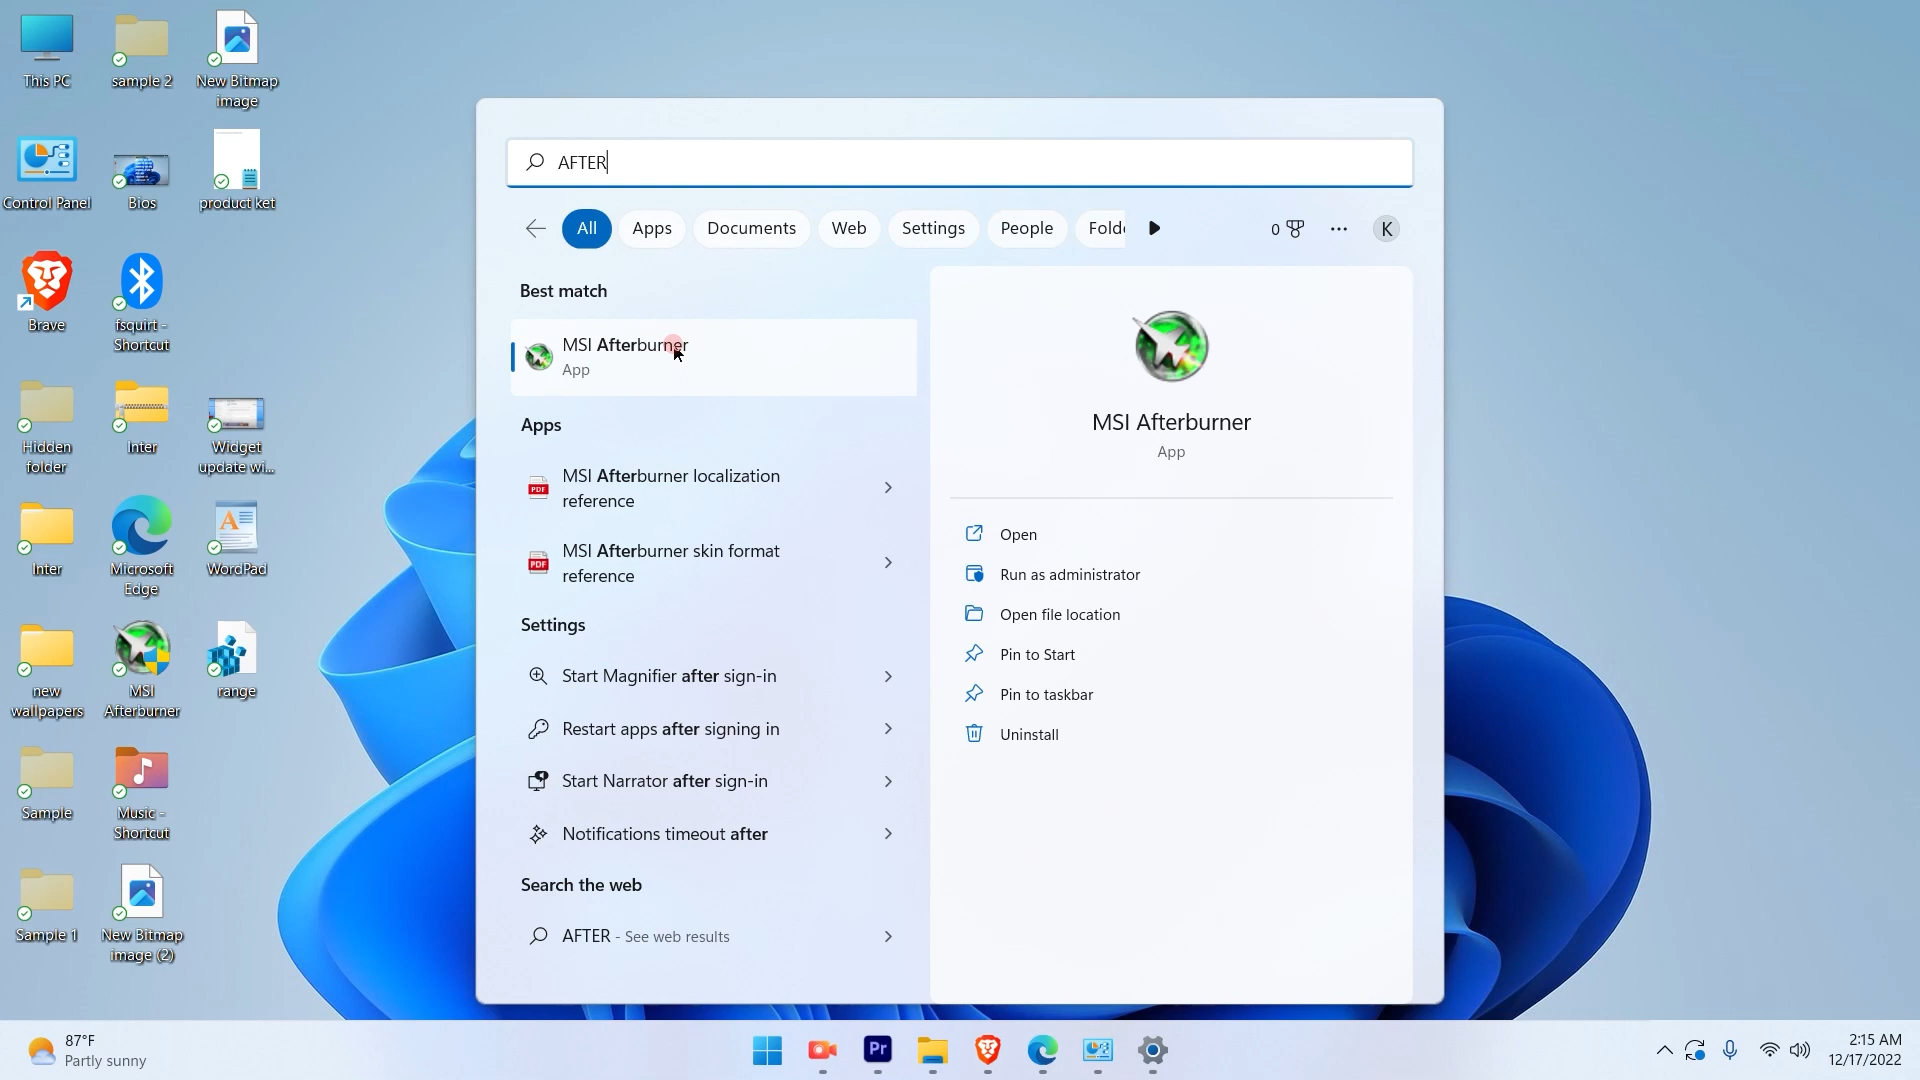 This PC
sample 2
New Bitmap
image
Control Panel
Bios
product ket
Brave
fsquirt -
Shortcut
Hidden
folder
Inter
Widget
update wi...
Inter
Microsoft
Edge
WordPad
new
wallpapers
MSI
Afterburner
range
Sample
Music -
Shortcut
Sample 1
New Bitmap
image (2)
AFTER
All
Apps
Documents
Web
Settings
People
Folde
0
K
Best match
MSI Afterburner
App
Apps
PDF
MSI Afterburner localization
reference
PDF
MSI Afterburner skin format
reference
Settings
Start Magnifier after sign-in
Restart apps after signing in
Start Narrator after sign-in
Notifications timeout after
Search the web
AFTER - See web results
MSI Afterburner
App
Open
Run as administrator
Open file location
Pin to Start
Pin to taskbar
Uninstall
87°F
Partly sunny
Pr
2:15 AM
12/17/2022